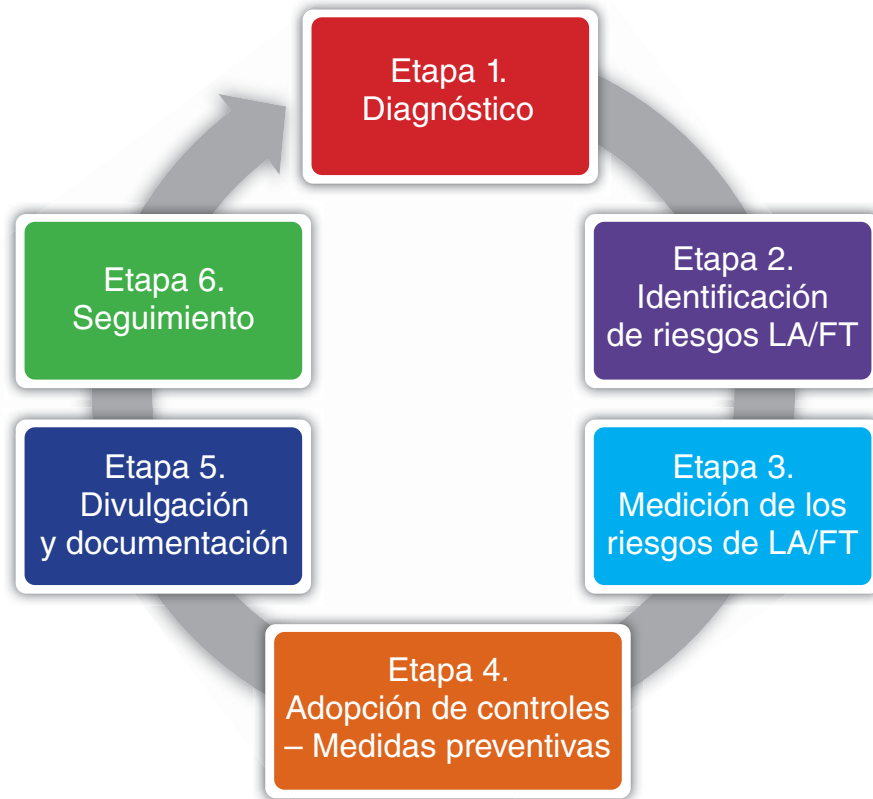 Etapa 1.
Diagnóstico
Etapa 2.
Identificación
de riesgos LA/FT
Etapa 3.
Medición de los
riesgos de LA/FT
Etapa 4.
Adopción de controles
– Medidas preventivas
Etapa 5.
Divulgación
y documentación
Etapa 6.
Seguimiento